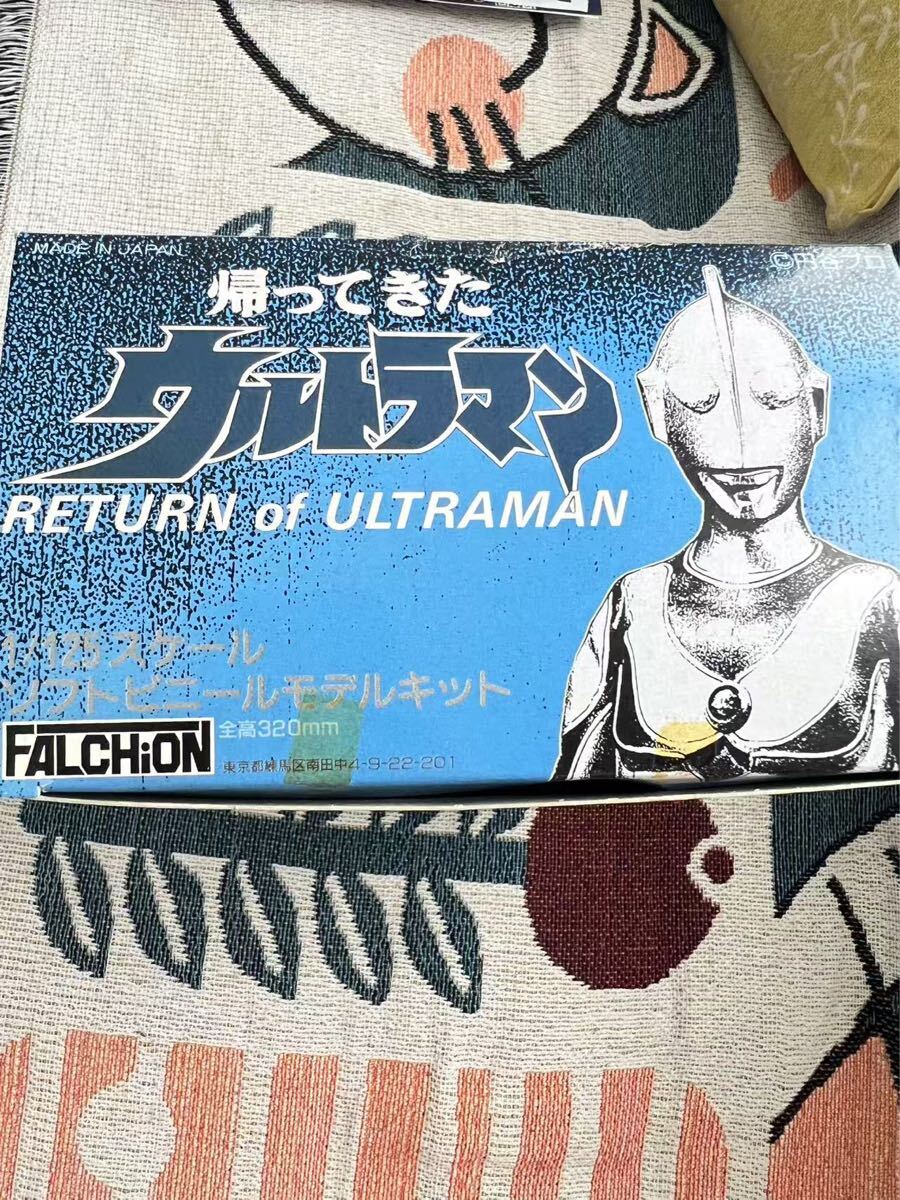 MADE IN JAPAN
©円谷プロ
帰ってきた
ウルトラマン
RETURN of ULTRAMAN
1/125スケール
ソフトビニールモデルキット
全高320mm
FALCHiON
東京都練馬区南田中4-9-22-201